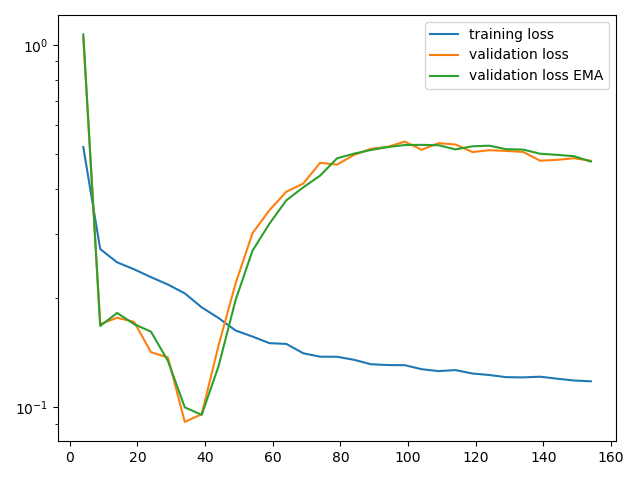 training loss
validation loss
validation loss EMA
10⁰
10⁻¹
0 20 40 60 80 100 120 140 160